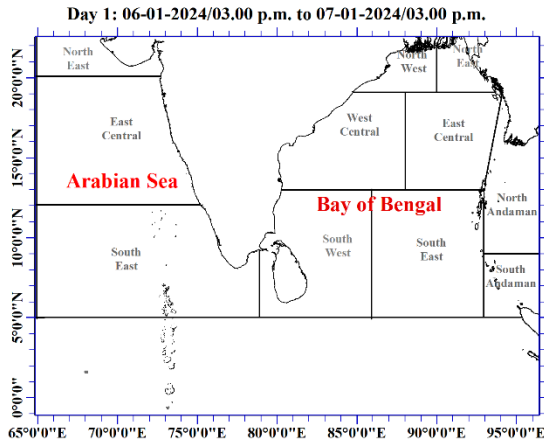 Day 1: 06-01-2024/03.00 p.m. to 07-01-2024/03.00 p.m.
North
East
North
West
North
East
20°0'0"N
East
Central
West
Central
East
Central
15°0'0"N
Arabian Sea
Bay of Bengal
North
Andaman
10°0'0"N
South
East
South
West
South
East
South
Andaman
5°0'0"N
0°0'0"
65°0'0"E 70°0'0"E 75°0'0"E 80°0'0"E 85°0'0"E 90°0'0"E 95°0'0"E